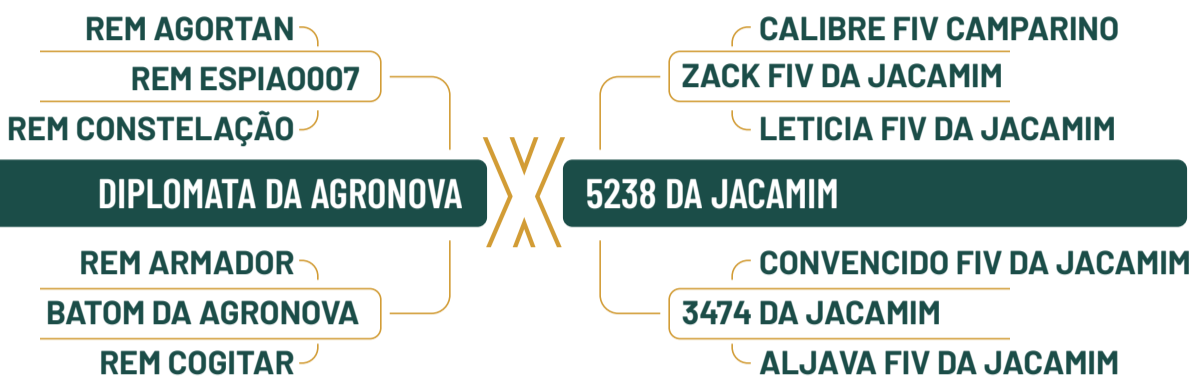 REM AGORTAN
REM ESPIAO007
REM CONSTELAÇÃO
DIPLOMATA DA AGRONOVA
REM ARMADOR
BATOM DA AGRONOVA
REM COGITAR
X
CALIBRE FIV CAMPARINO
ZACK FIV DA JACAMIM
LETICIA FIV DA JACAMIM
5238 DA JACAMIM
CONVENCIDO FIV DA JACAMIM
3474 DA JACAMIM
ALJAVA FIV DA JACAMIM